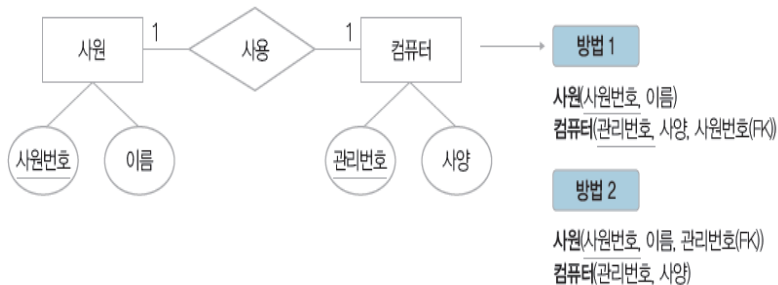 사원 1 사용 1 컴퓨터
사원번호 이름 관리번호 사양
방법 1
사원(사원번호, 이름)
컴퓨터(관리번호, 사양, 사원번호(FK))
방법 2
사원(사원번호, 이름, 관리번호(FK))
컴퓨터(관리번호, 사양)